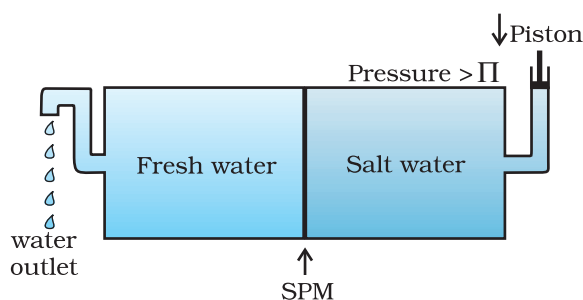 Piston
Pressure > Π
Fresh water
Salt water
water
outlet
SPM